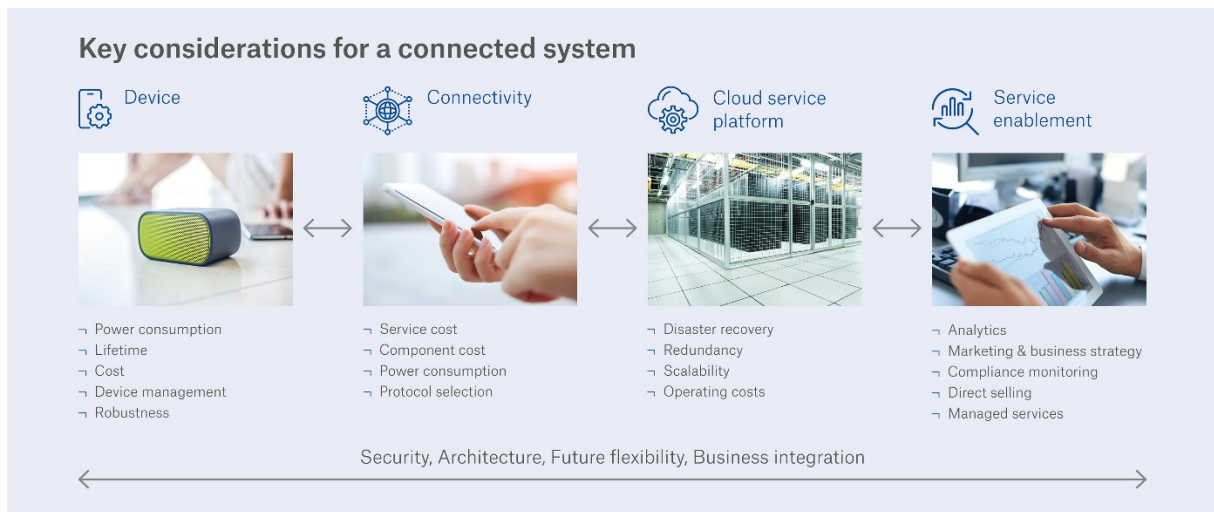 Key considerations for a connected system
Device
Connectivity
Cloud service
platform
Service
enablement
¬ Power consumption
¬ Lifetime
¬ Cost
¬ Device management
¬ Robustness
¬ Service cost
¬ Component cost
¬ Power consumption
¬ Protocol selection
¬ Disaster recovery
¬ Redundancy
¬ Scalability
¬ Operating costs
¬ Analytics
¬ Marketing & business strategy
¬ Compliance monitoring
¬ Direct selling
¬ Managed services
Security, Architecture, Future flexibility, Business integration